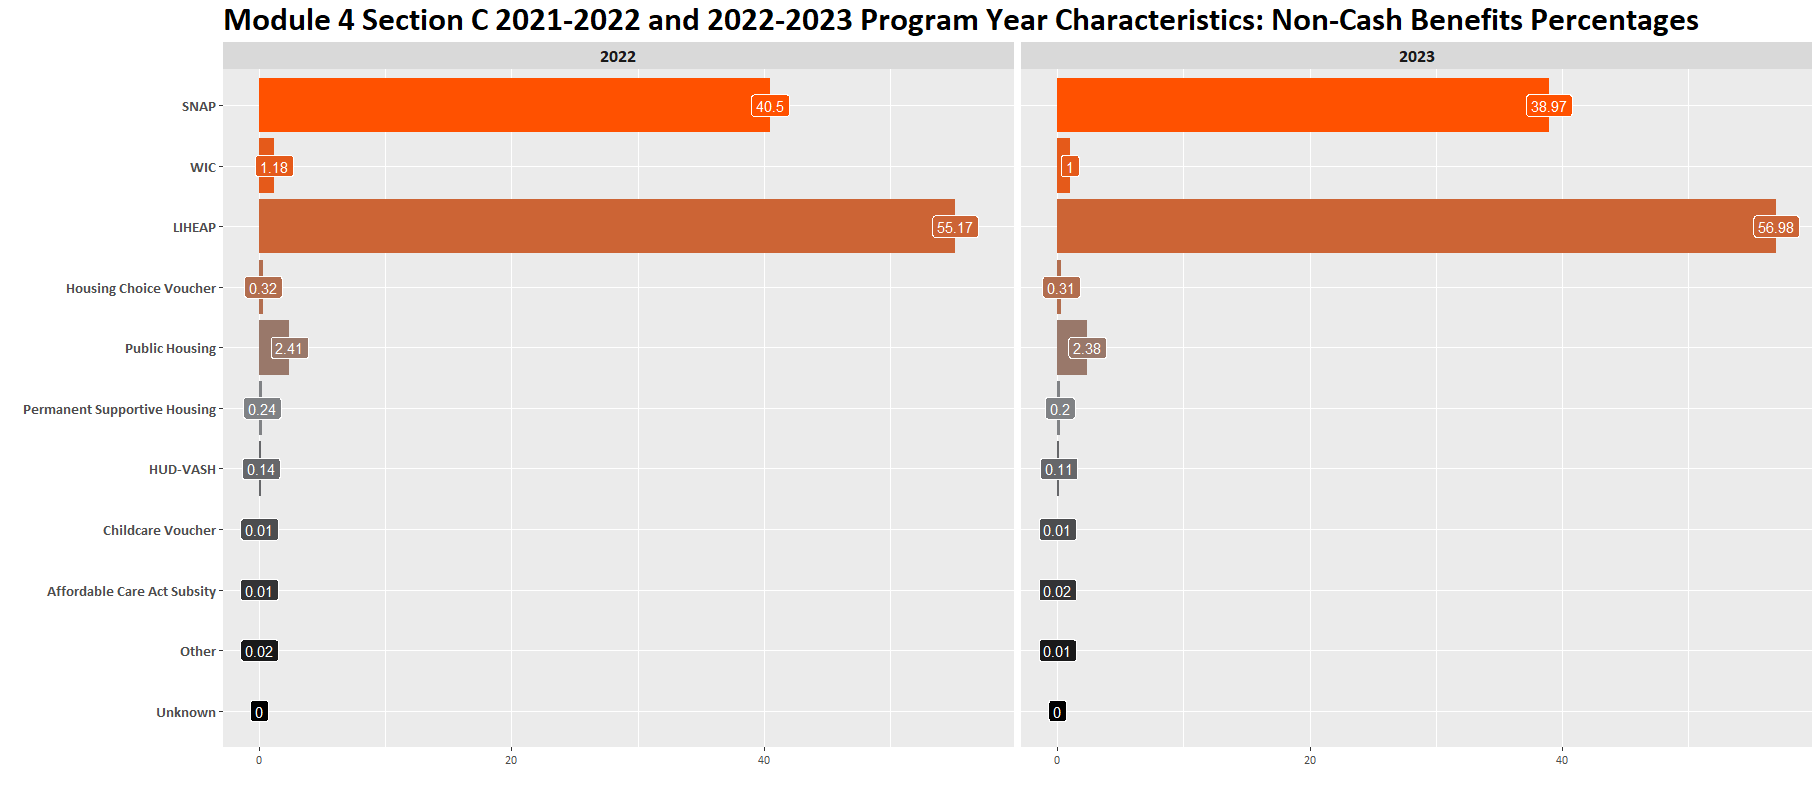 Module 4 Section C 2021-2022 and 2022-2023 Program Year Characteristics: Non-Cash Benefits Percentages
2022
2023
SNAP
40.5
38.97
WIC
1.18
1
LIHEAP
55.17
56.98
Housing Choice Voucher
0.32
0.31
Public Housing
2.41
2.38
Permanent Supportive Housing
0.24
0.2
HUD-VASH
0.14
0.11
Childcare Voucher
0.01
0.01
Affordable Care Act Subsity
0.01
0.02
Other
0.02
0.01
Unknown
0
0
0
20
40
0
20
40